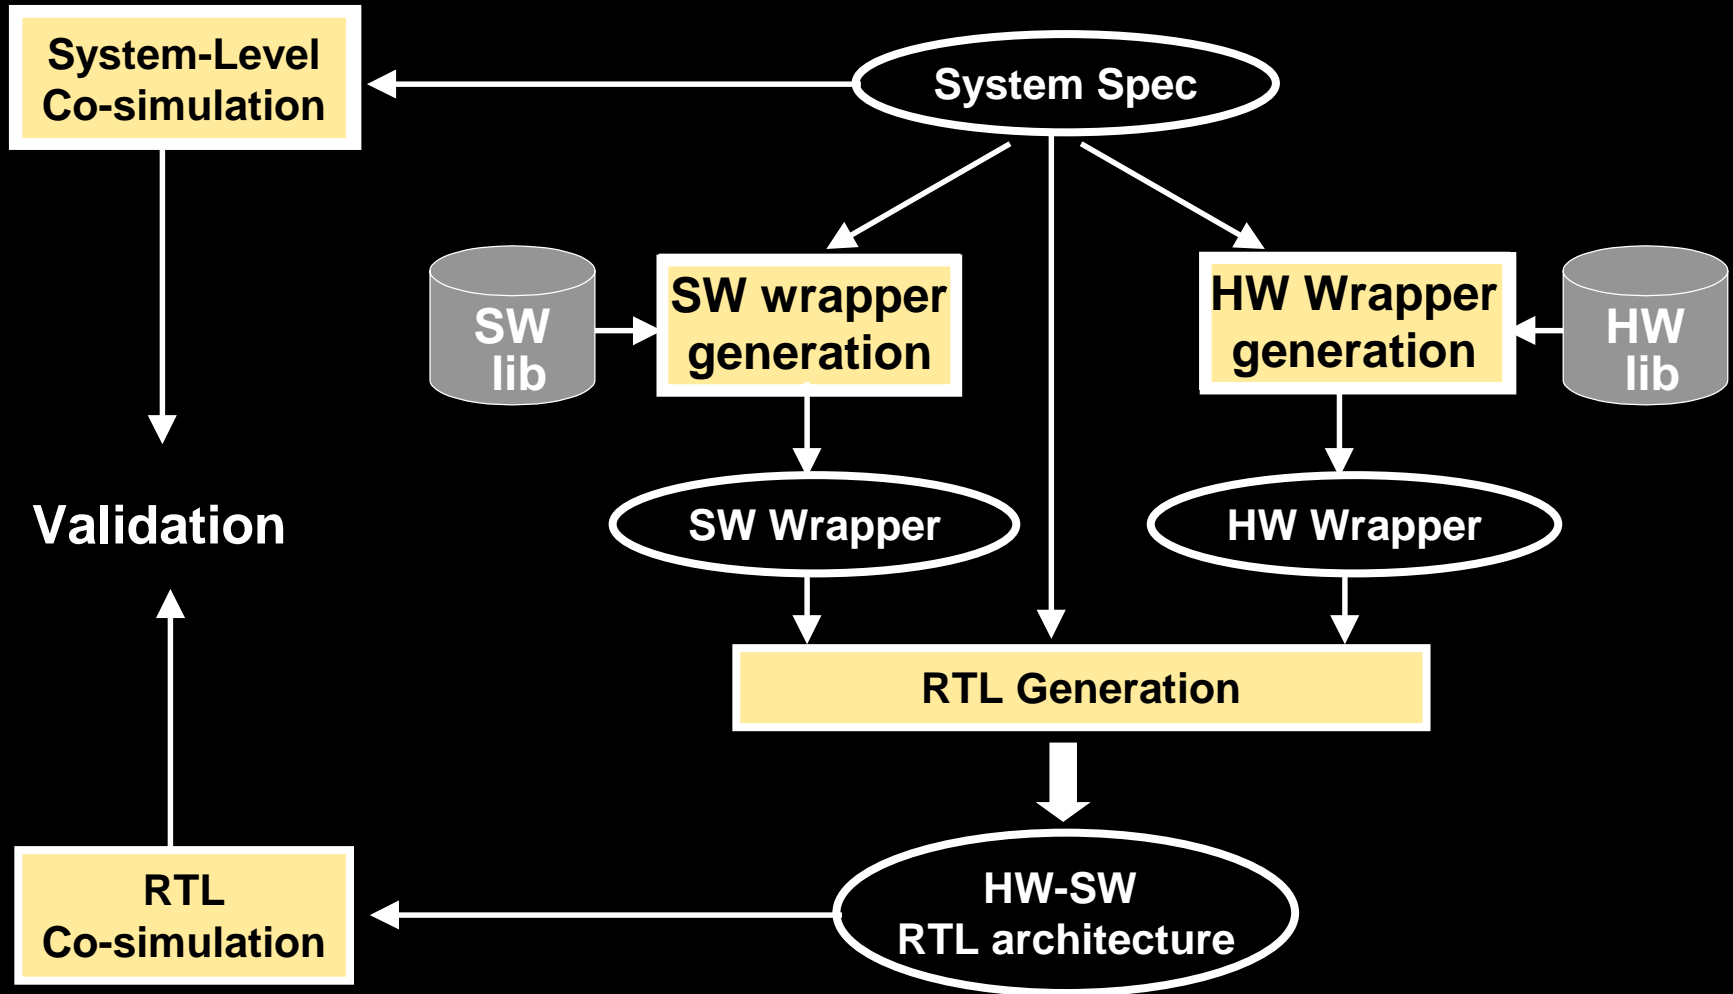 System-Level
Co-simulation
System Spec
SW
lib
SW wrapper
generation
HW Wrapper
generation
HW
lib
Validation
SW Wrapper
HW Wrapper
RTL Generation
RTL
Co-simulation
HW-SW
RTL architecture